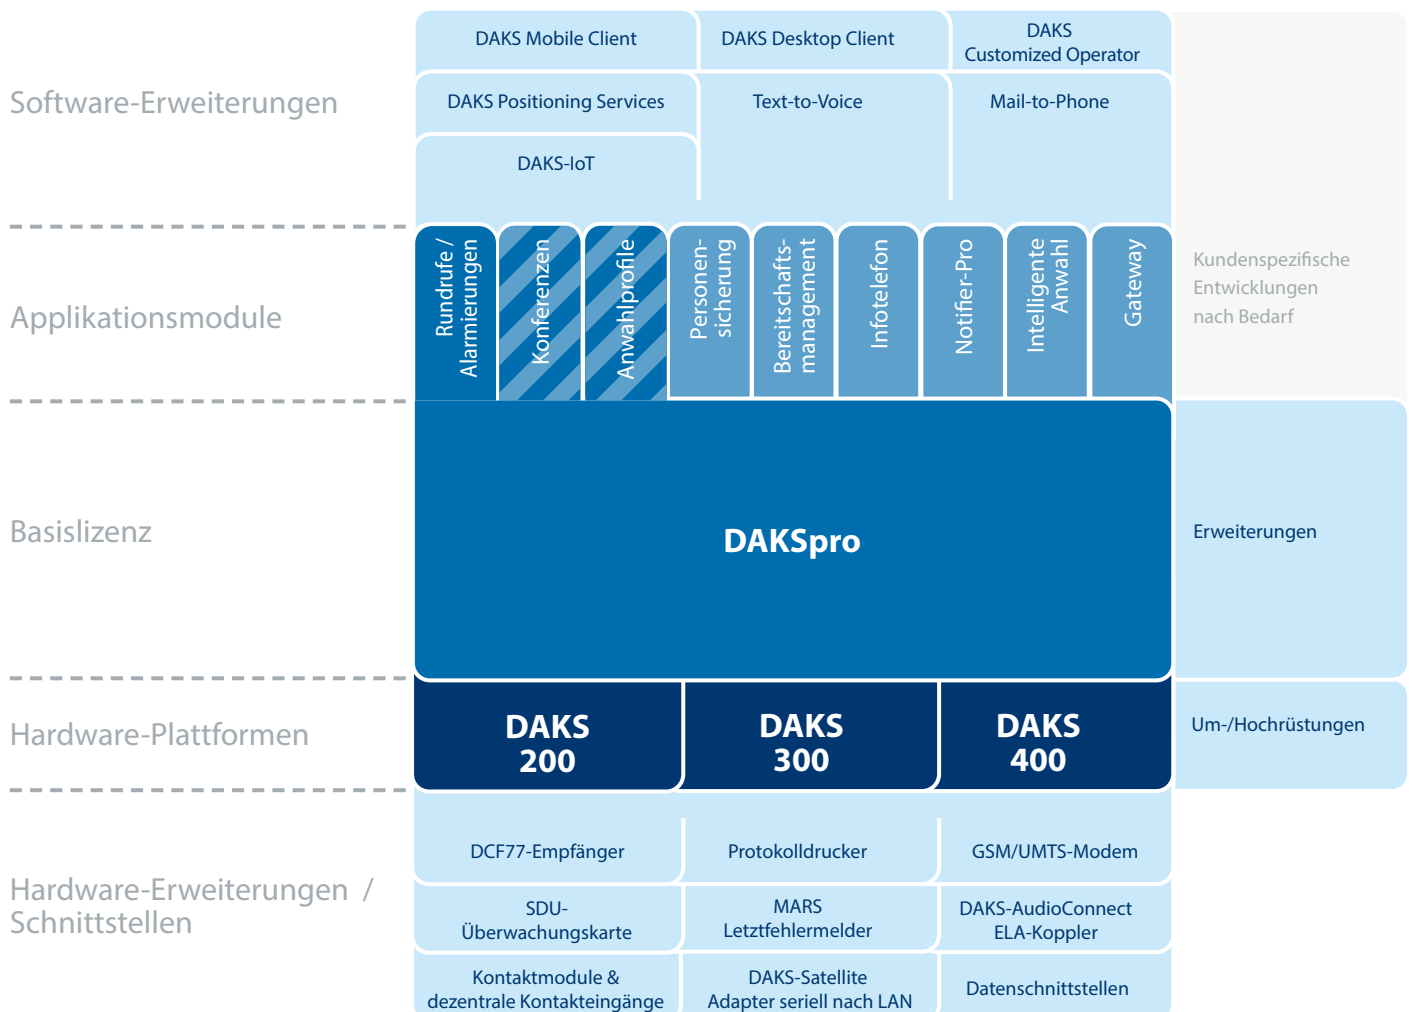 DAKS Mobile Client
DAKS Desktop Client
DAKS
Customized Operator
Software-Erweiterungen
DAKS Positioning Services
Text-to-Voice
Mail-to-Phone
DAKS-IoT
Applikationsmodule
Rundrufe /
Alarmierungen
Konferenzen
Anwahlprofile
Personen-
sicherung
Bereitschafts-
management
Infotelefon
Notifier-Pro
Intelligente
Anwahl
Gateway
Kundenspezifische
Entwicklungen
nach Bedarf
Basislizenz
DAKSpro
Erweiterungen
Hardware-Plattformen
DAKS
200
DAKS
300
DAKS
400
Um-/Hochrüstungen
Hardware-Erweiterungen /
Schnittstellen
DCF77-Empfänger
Protokolldrucker
GSM/UMTS-Modem
SDU-
Überwachungskarte
MARS
Letztfehlermelder
DAKS-AudioConnect
ELA-Koppler
Kontaktmodule &
dezentrale Kontakteingänge
DAKS-Satellite
Adapter seriell nach LAN
Datenschnittstellen